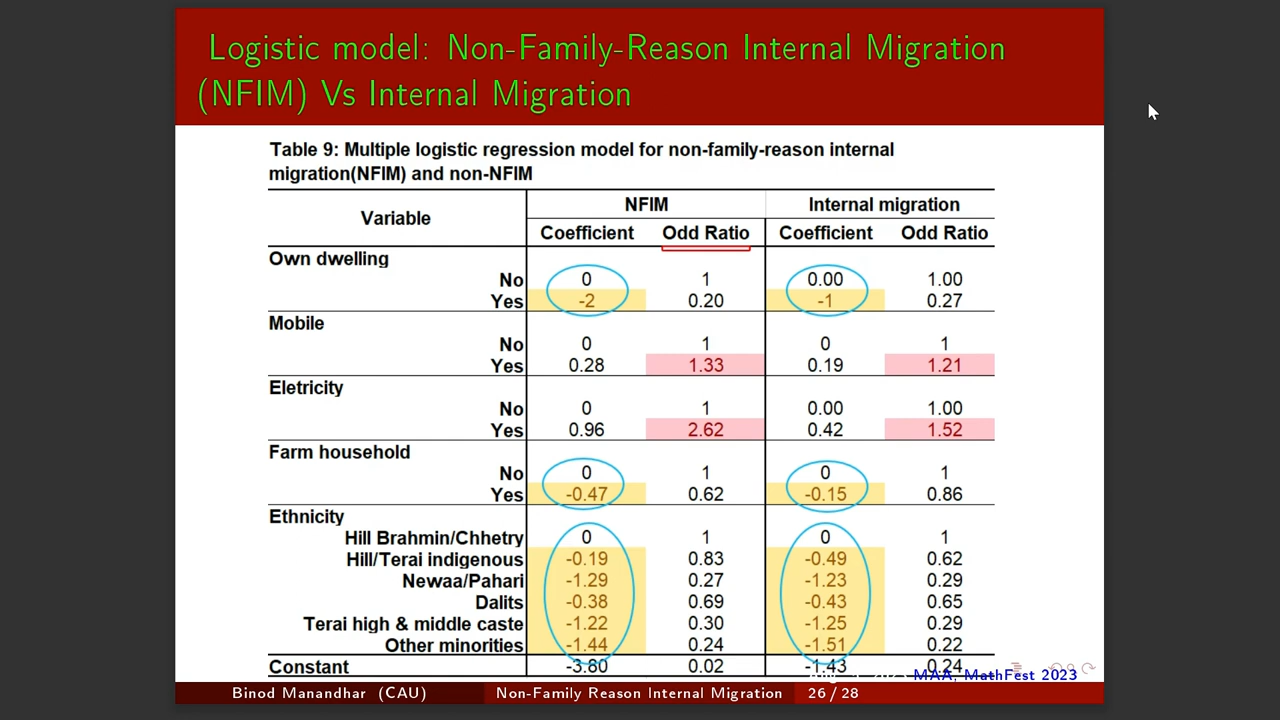 Logistic model: Non-Family-Reason Internal Migration
(NFIM) Vs Internal Migration
Table 9: Multiple logistic regression model for non-family-reason internal
migration(NFIM) and non-NFIM
Variable NFIM Internal migration
Coefficient Odd Ratio Coefficient Odd Ratio
Own dwelling
No 0 1 0.00 1.00
Yes -2 0.20 -1 0.27
Mobile
No 0 1 0 1
Yes 0.28 1.33 0.19 1.21
Eletricity
No 0 1 0.00 1.00
Yes 0.96 2.62 0.42 1.52
Farm household
No 0 1 0 1
Yes -0.47 0.62 -0.15 0.86
Ethnicity
Hill Brahmin/Chhetry 0 1 0 1
Hill/Terai indigenous -0.19 0.83 -0.49 0.62
Newaa/Pahari -1.29 0.27 -1.23 0.29
Dalits -0.38 0.69 -0.43 0.65
Terai high & middle caste -1.22 0.30 -1.25 0.29
Other minorities -1.44 0.24 -1.51 0.22
Constant -3.80 0.02 -1.43 0.24
MAA, MathFest 2023
Binod Manandhar (CAU) Non-Family Reason Internal Migration 26 / 28